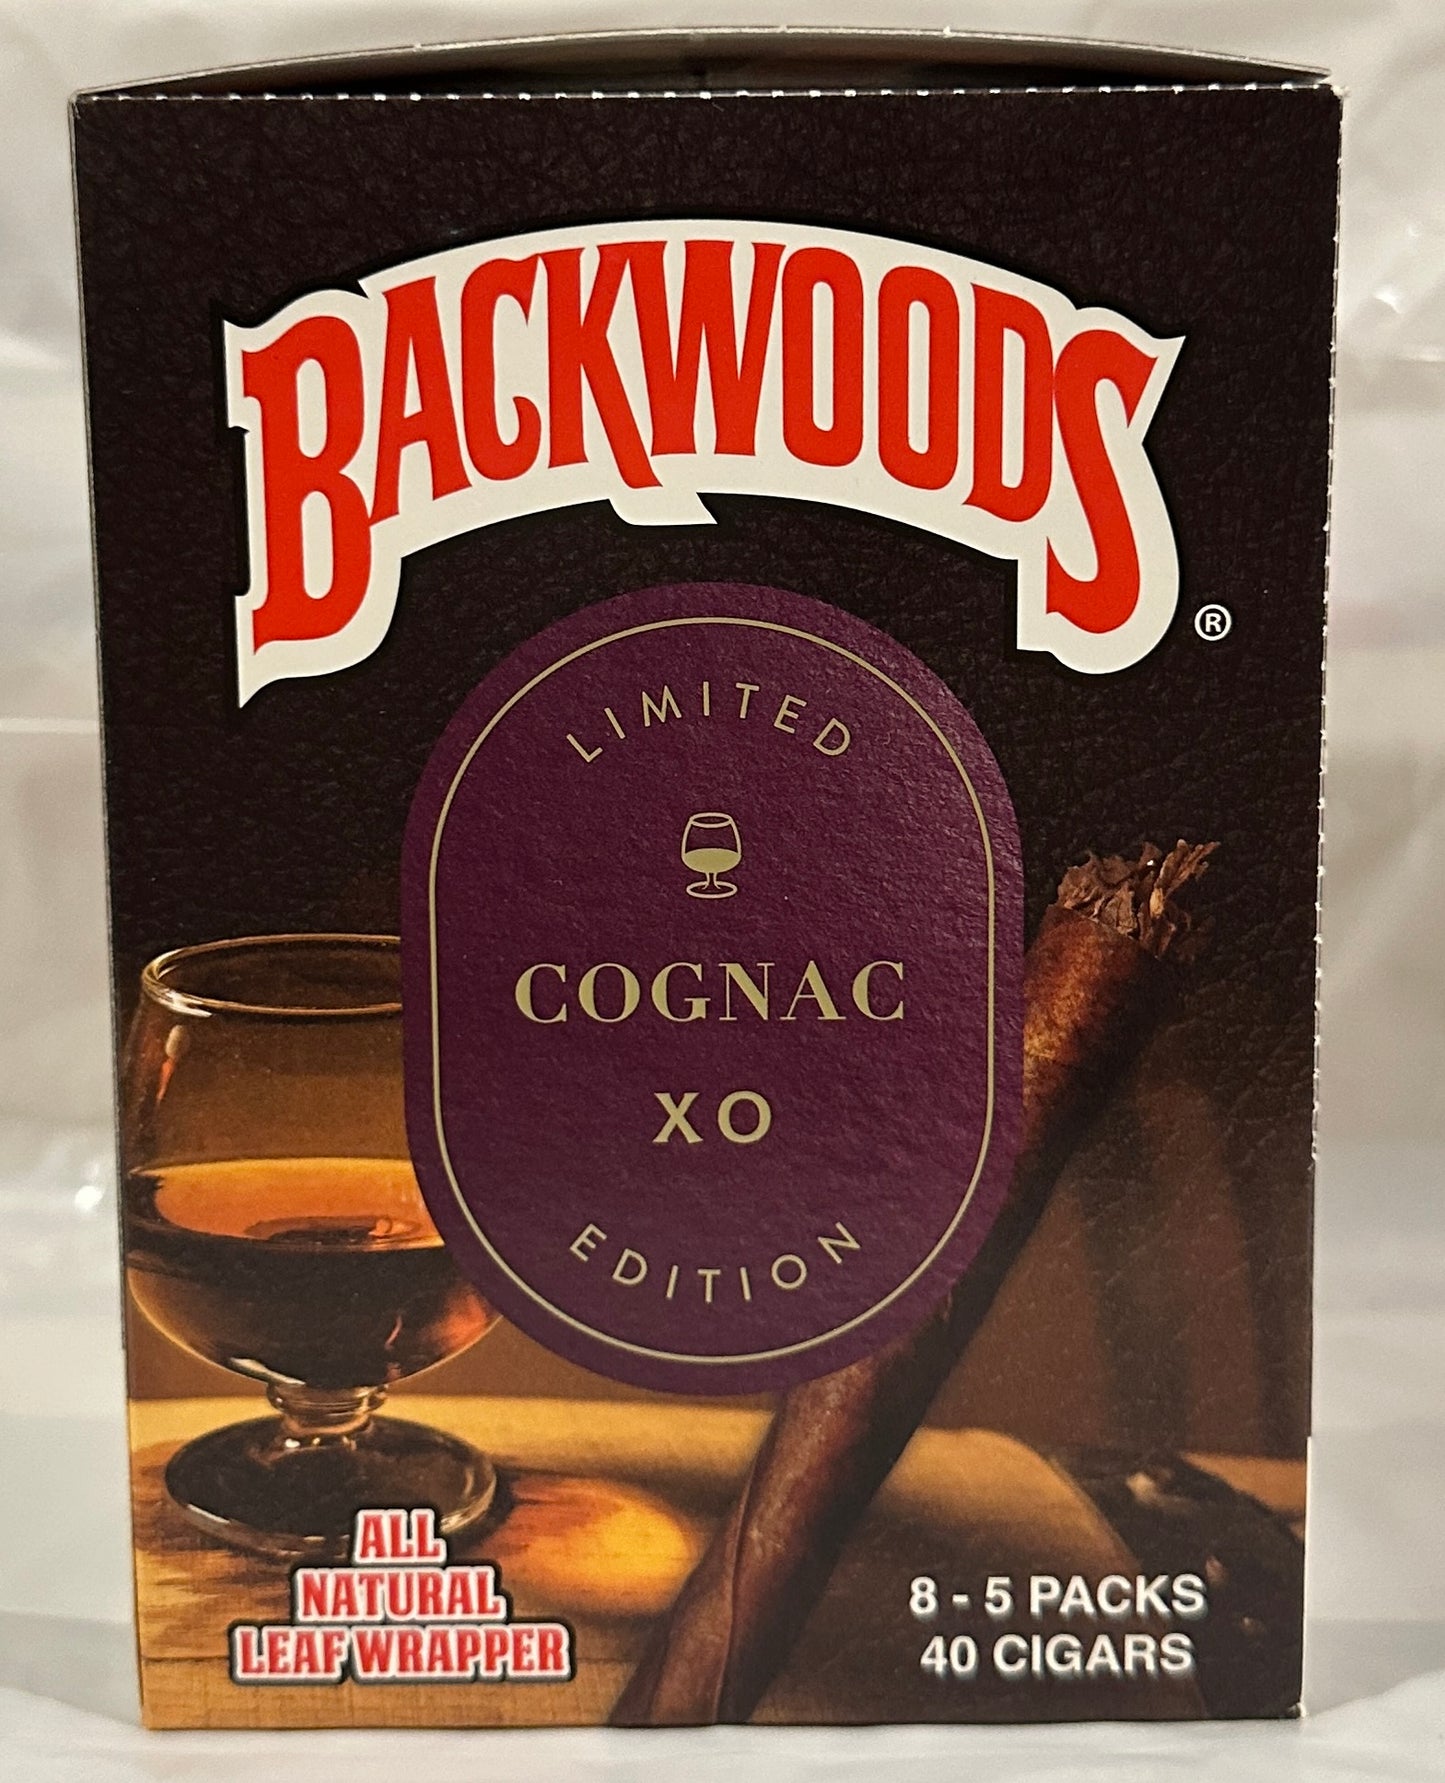 BACKWOODS
®
LIMITED
COGNAC
XO
EDITION
ALL
NATURAL
LEAF WRAPPER
8 - 5 PACKS
40 CIGARS